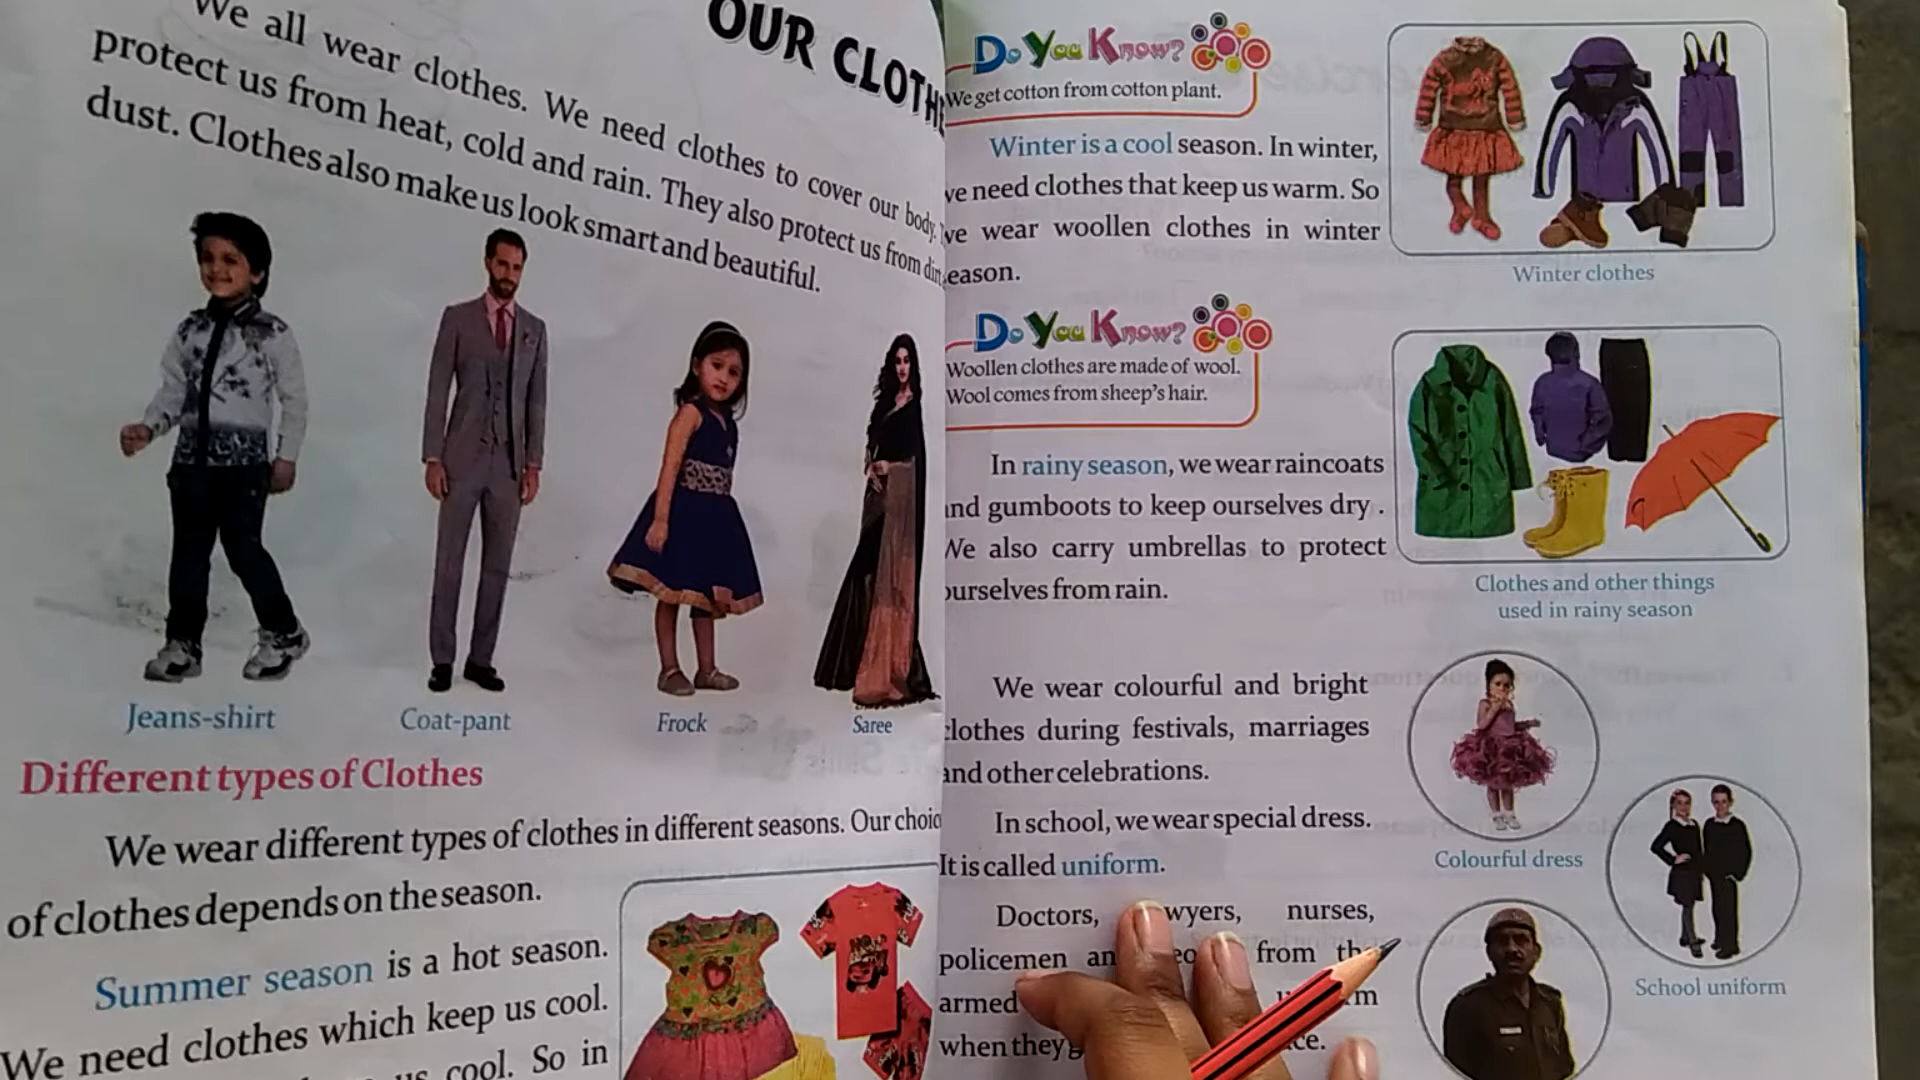 OUR CLOTHE
We all wear clothes. We need clothes to cover our body.
protect us from heat, cold and rain. They also protect us from dirt
dust. Clothes also make us look smart and beautiful.
Jeans-shirt
Coat-pant
Frock
Saree
Different types of Clothes
We wear different types of clothes in different seasons. Our choic
of clothes depends on the season.
Summer season is a hot season.
We need clothes which keep us cool.
us cool. So in
Do You Know?
We get cotton from cotton plant.
Winter is a cool season. In winter,
we need clothes that keep us warm. So
we wear woollen clothes in winter
season.
Winter clothes
Do You Know?
Woollen clothes are made of wool.
Wool comes from sheep's hair.
In rainy season, we wear raincoats
and gumboots to keep ourselves dry .
We also carry umbrellas to protect
ourselves from rain.
Clothes and other things
used in rainy season
We wear colourful and bright
clothes during festivals, marriages
and other celebrations.
Colourful dress
In school, we wear special dress.
It is called uniform.
School uniform
Doctors, wyers, nurses,
policemen an from the
armed
when they